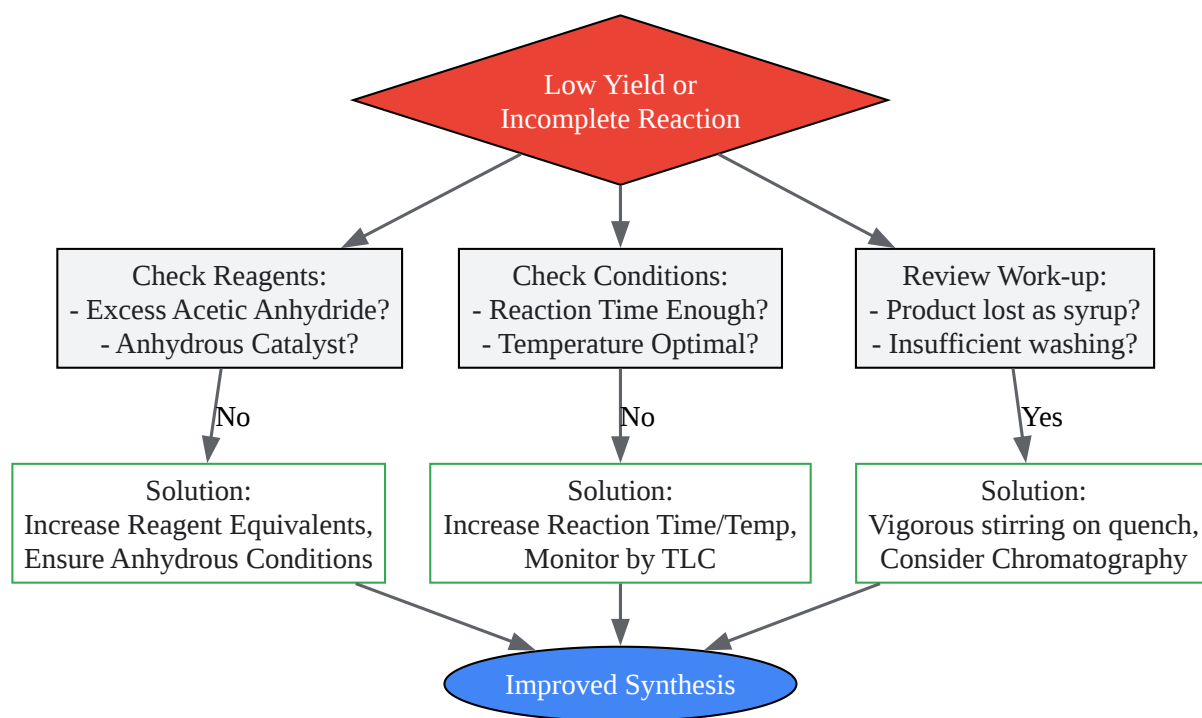 Low Yield or
Incomplete Reaction
Check Reagents:
- Excess Acetic Anhydride?
- Anhydrous Catalyst?
Check Conditions:
- Reaction Time Enough?
- Temperature Optimal?
Review Work-up:
- Product lost as syrup?
- Insufficient washing?
No
No
Yes
Solution:
Increase Reagent Equivalents,
Ensure Anhydrous Conditions
Solution:
Increase Reaction Time/Temp,
Monitor by TLC
Solution:
Vigorous stirring on quench,
Consider Chromatography
Improved Synthesis